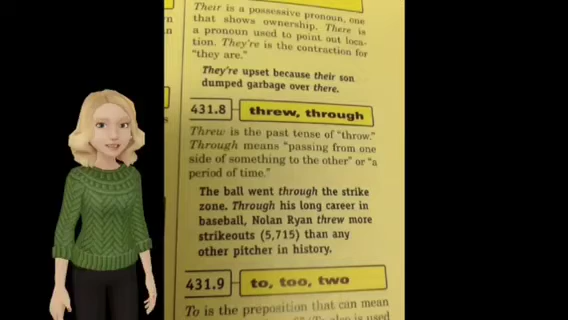 Their is a possessive pronoun, one
that shows ownership. There is
a pronoun used to point out loca-
tion. They're is the contraction for
"they are."
They're upset because their son
dumped garbage over there.
431.8 threw, through
Threw is the past tense of "throw."
Through means "passing from one
side of something to the other" or "a
period of time."
The ball went through the strike
zone. Through his long career in
baseball, Nolan Ryan threw more
strikeouts (5,715) than any
other pitcher in history.
431.9 to, too, two
To is the preposition that can mean
also is used